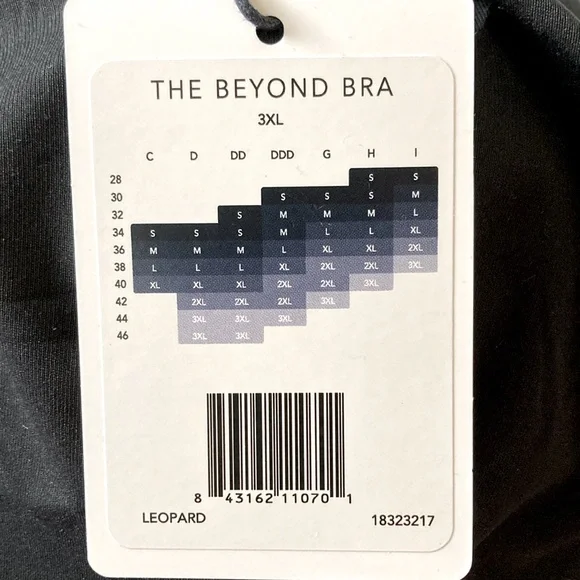 THE BEYOND BRA
3XL
C D DD DDD G H I
28 S S
30 S S S M
32 S M M M L
34 S S S M L L XL
36 M M M L XL XL 2XL
38 L L L XL 2XL 2XL 3XL
40 XL XL XL 2XL 2XL 3XL
42 2XL 2XL 2XL 3XL
44 3XL 3XL 3XL
46 3XL 3XL
8 43162 11070 1
LEOPARD 18323217